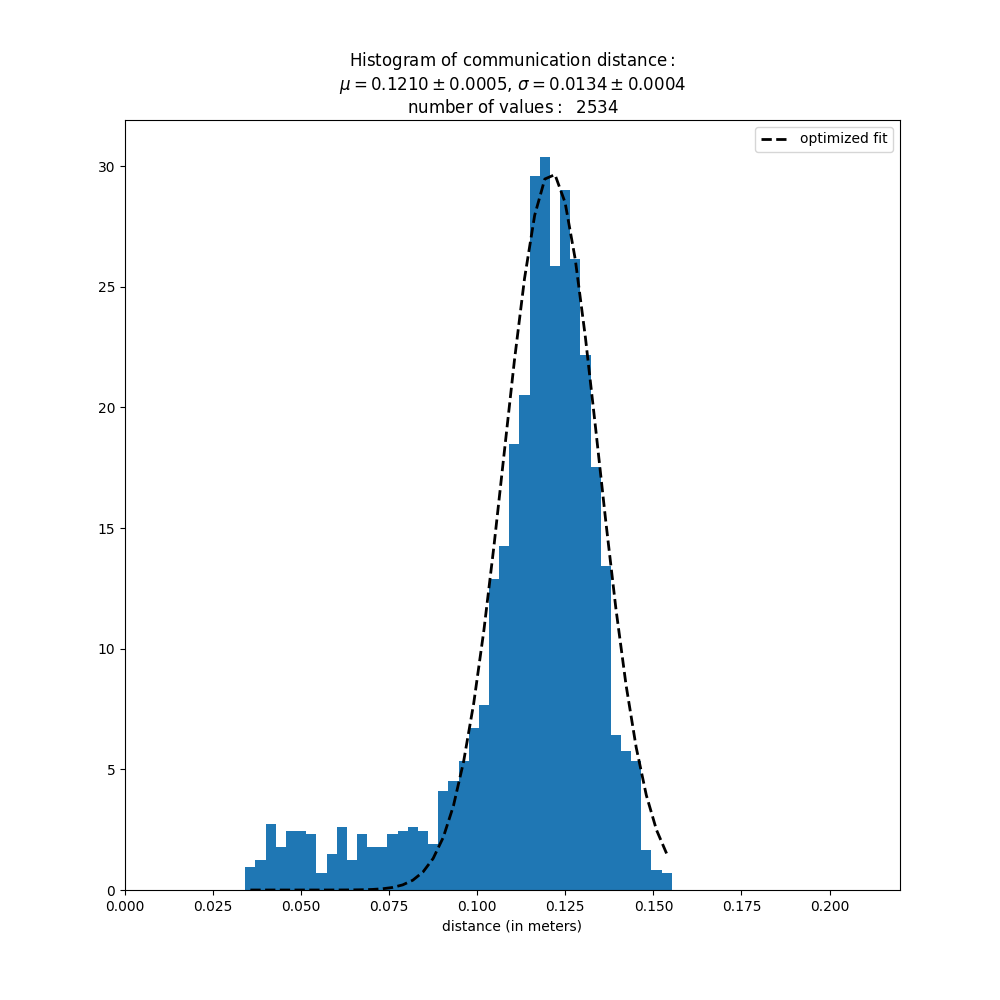 Histogram of communication distance:
μ = 0.1210 ± 0.0005, σ = 0.0134 ± 0.0004
number of values: 2534
optimized fit
30
25
20
15
10
5
0
0.000 0.025 0.050 0.075 0.100 0.125 0.150 0.175 0.200
distance (in meters)